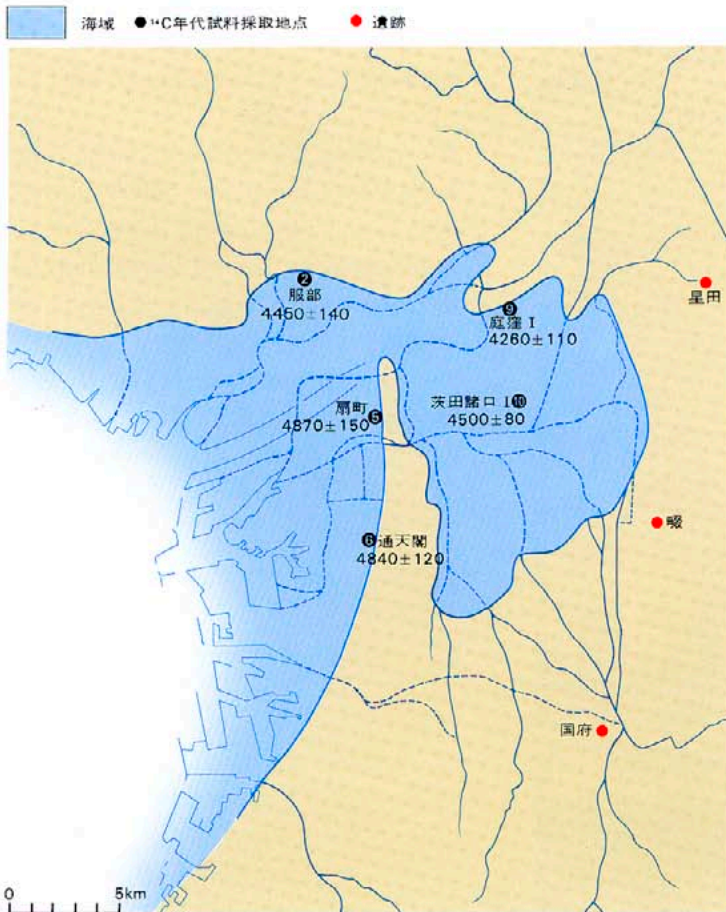 海域 ● ¹⁴C年代試料採取地点 ● 遺跡
❷
服部
4450±140
❾
庭窪 I
4260±110
星田
扇町
4870±150 ❺
茨田諸口 I ❿
4500±80
❻ 通天閣
4840±120
畷
国府
0 5km